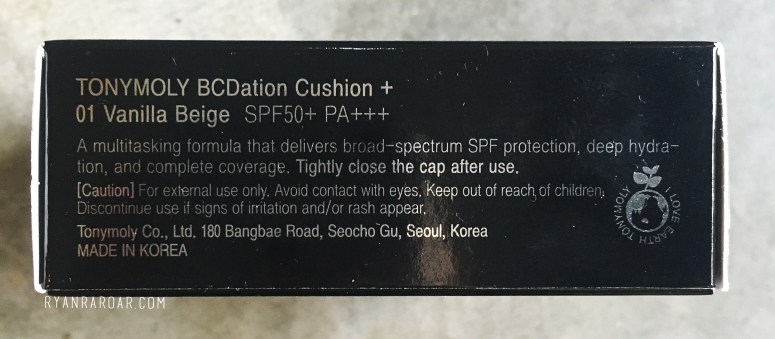 TONYMOLY BCDation Cushion +
01 Vanilla Beige SPF50+ PA+++
A multitasking formula that delivers broad-spectrum SPF protection, deep hydra-
tion, and complete coverage. Tightly close the cap after use.
[Caution] For external use only. Avoid contact with eyes. Keep out of reach of children.
Discontinue use if signs of irritation and/or rash appear.
Tonymoly Co., Ltd. 180 Bangbae Road, Seocho Gu, Seoul, Korea
MADE IN KOREA
I LOVE EARTH TONYMOLY
RYANRAROAR.COM